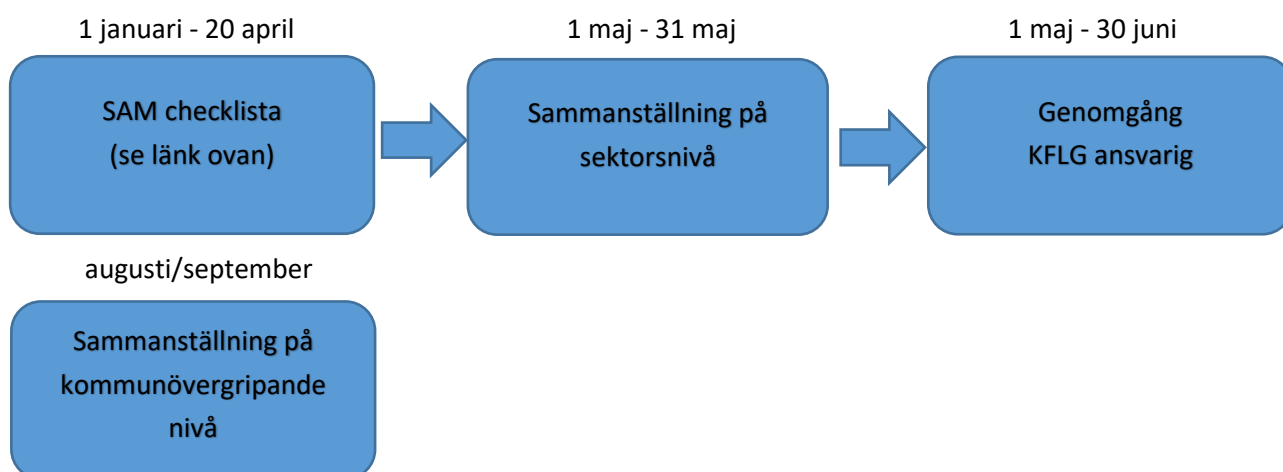 1 januari - 20 april
SAM checklista
(se länk ovan)
1 maj - 31 maj
Sammanställning på
sektorsnivå
1 maj - 30 juni
Genomgång
KFLG ansvarig
augusti/september
Sammanställning på
kommunövergripande
nivå